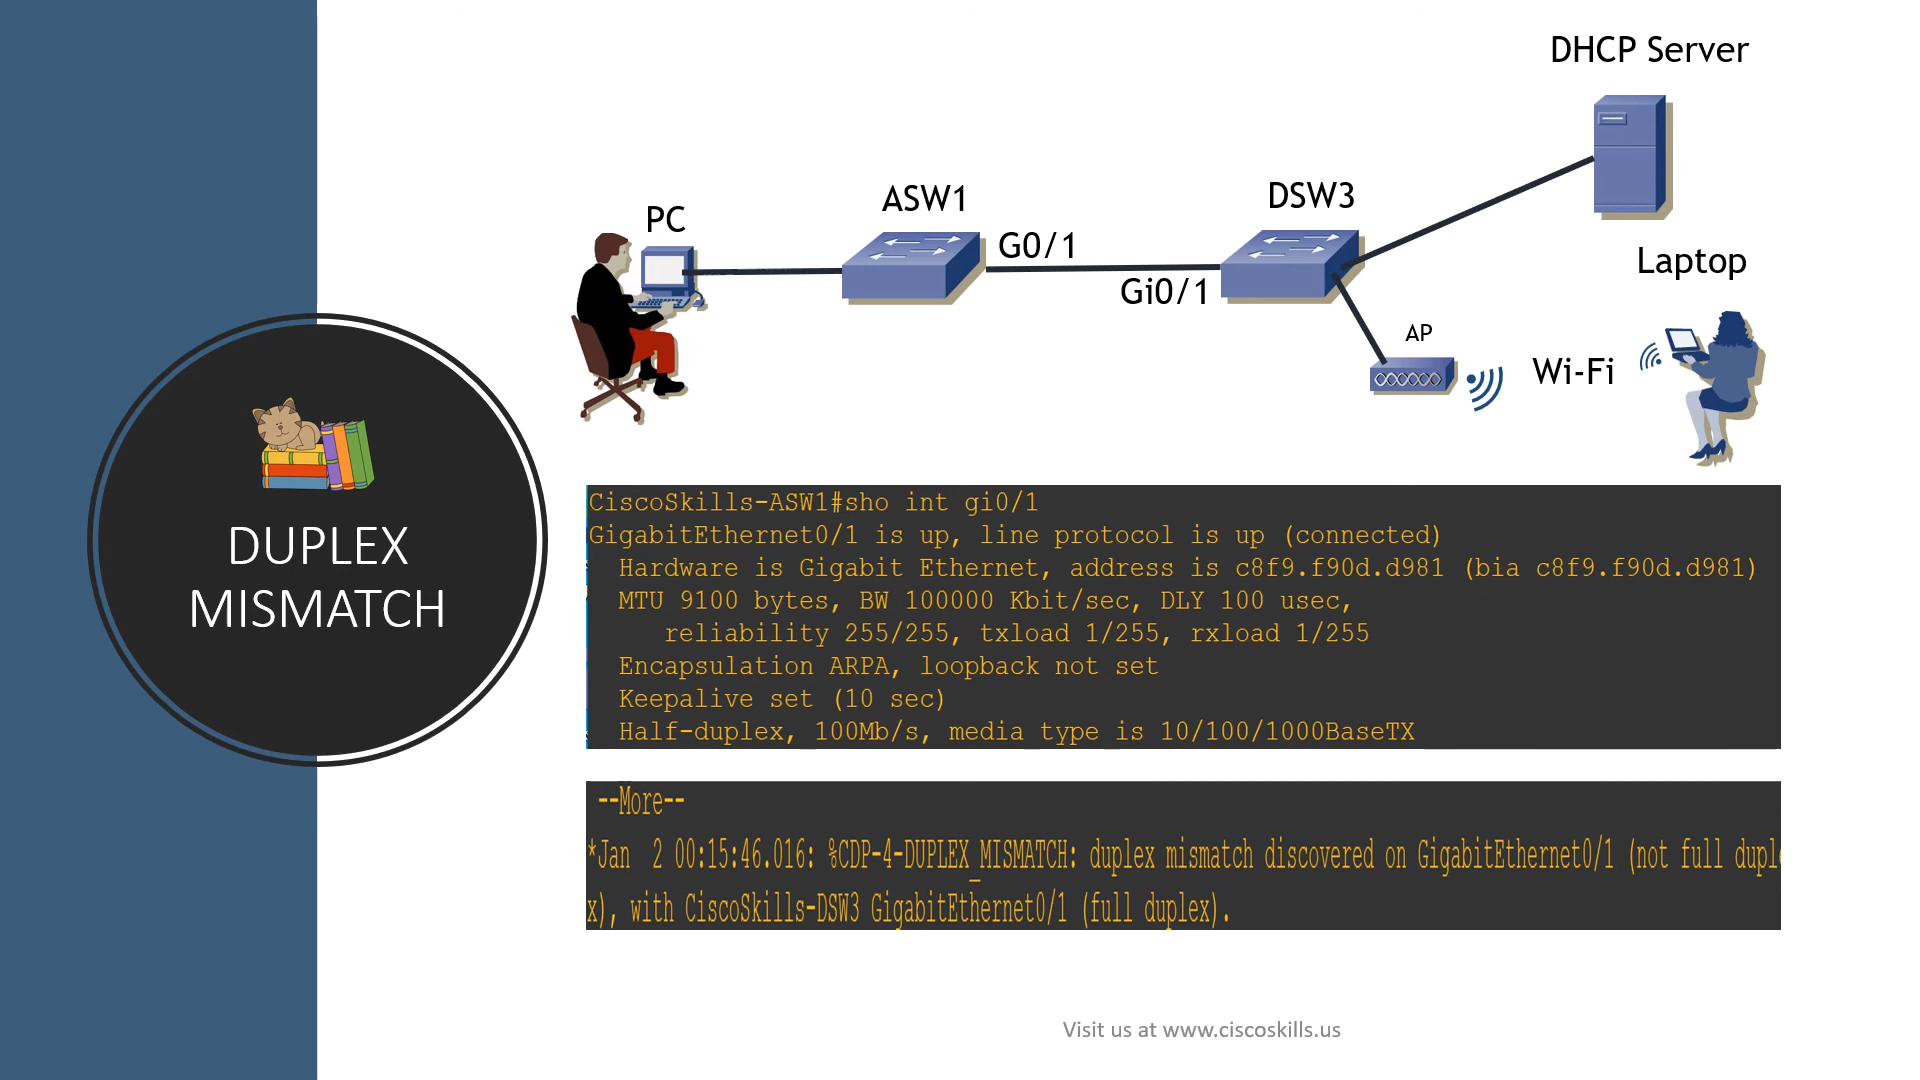 DHCP Server
DSW3
ASW1
PC
G0/1
Laptop
Gi0/1
AP
Wi-Fi
DUPLEX
MISMATCH
CiscoSkills-ASW1#sho int gi0/1
GigabitEthernet0/1 is up, line protocol is up (connected)
Hardware is Gigabit Ethernet, address is c8f9.f90d.d981 (bia c8f9.f90d.d981)
MTU 9100 bytes, BW 100000 Kbit/sec, DLY 100 usec,
reliability 255/255, txload 1/255, rxload 1/255
Encapsulation ARPA, loopback not set
Keepalive set (10 sec)
Half-duplex, 100Mb/s, media type is 10/100/1000BaseTX
--More--
*Jan  2 00:15:46.016: %CDP-4-DUPLEX_MISMATCH: duplex mismatch discovered on GigabitEthernet0/1 (not full duple
x), with CiscoSkills-DSW3 GigabitEthernet0/1 (full duplex).
Visit us at www.ciscoskills.us